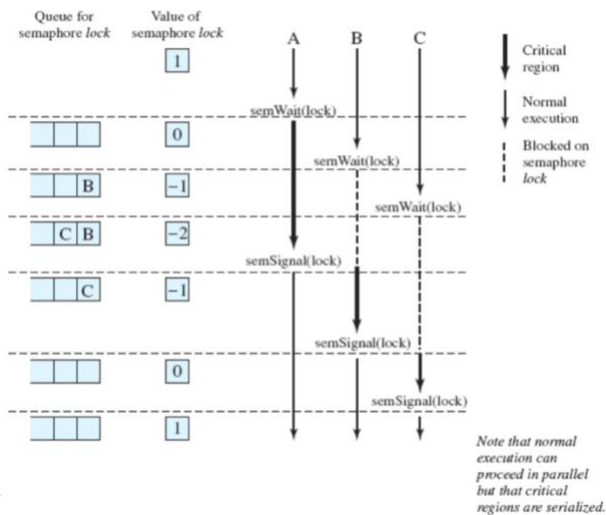 Queue for
semaphore lock
Value of
semaphore lock
A
B
C
1
Critical
region
Normal
execution
Blocked on
semaphore
lock
semWait(lock)
0
semWait(lock)
B
-1
semWait(lock)
C B
-2
semSignal(lock)
C
-1
semSignal(lock)
0
semSignal(lock)
1
Note that normal
execution can
proceed in parallel
but that critical
regions are serialized.